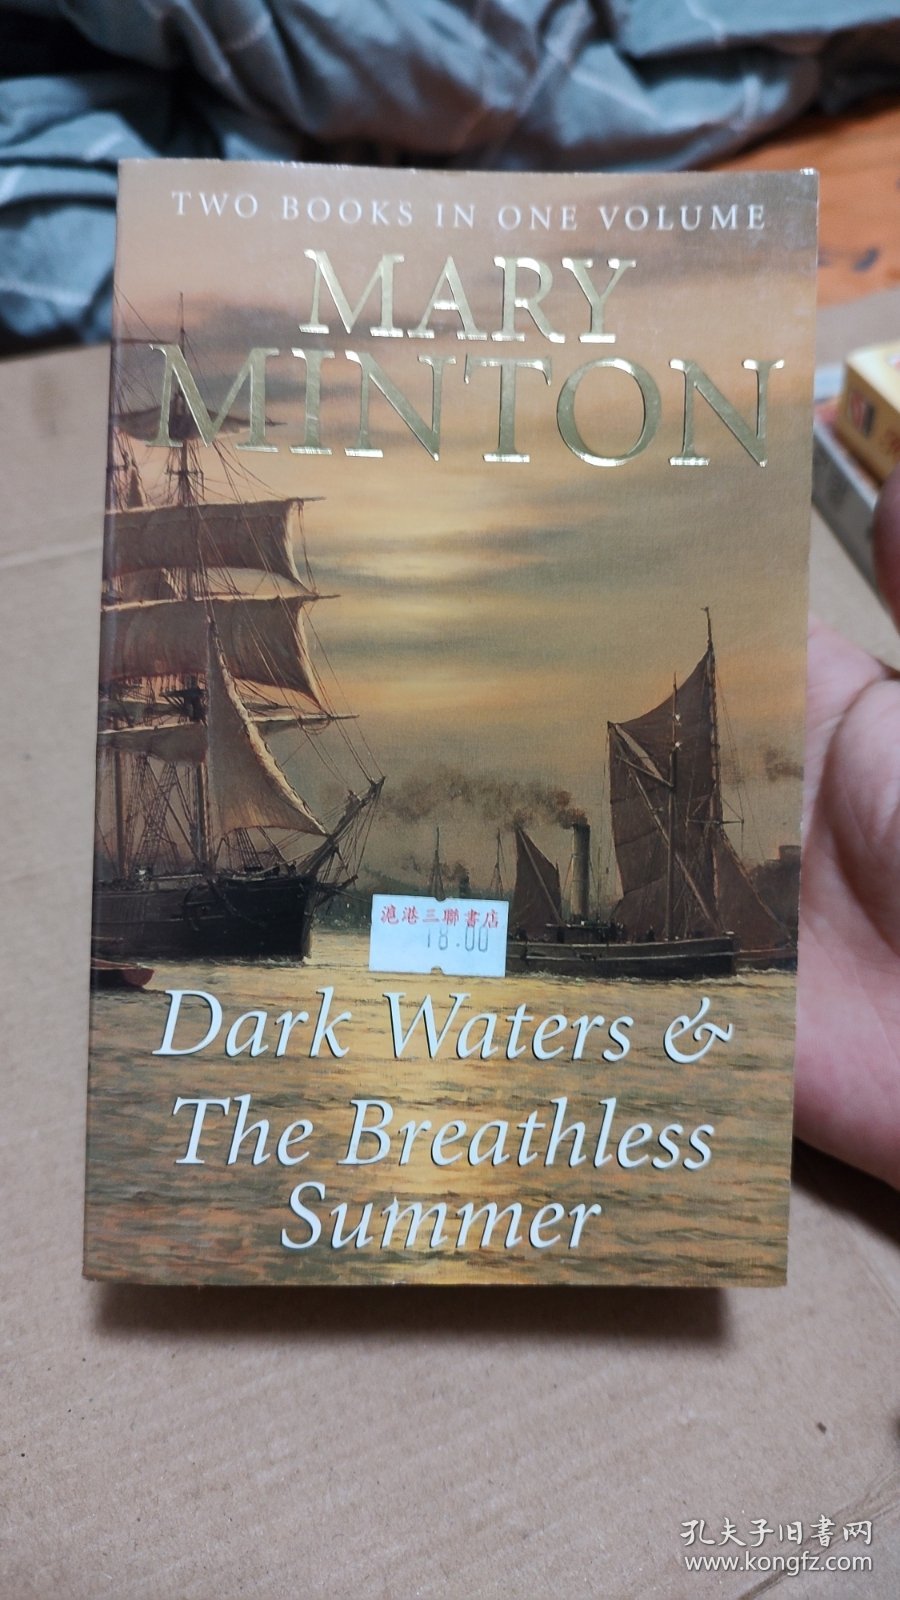 TWO BOOKS IN ONE VOLUME
MARY
MINTON
滬港三聯書店
18.00
Dark Waters &
The Breathless
Summer
孔夫子旧書网
www.kongfz.com